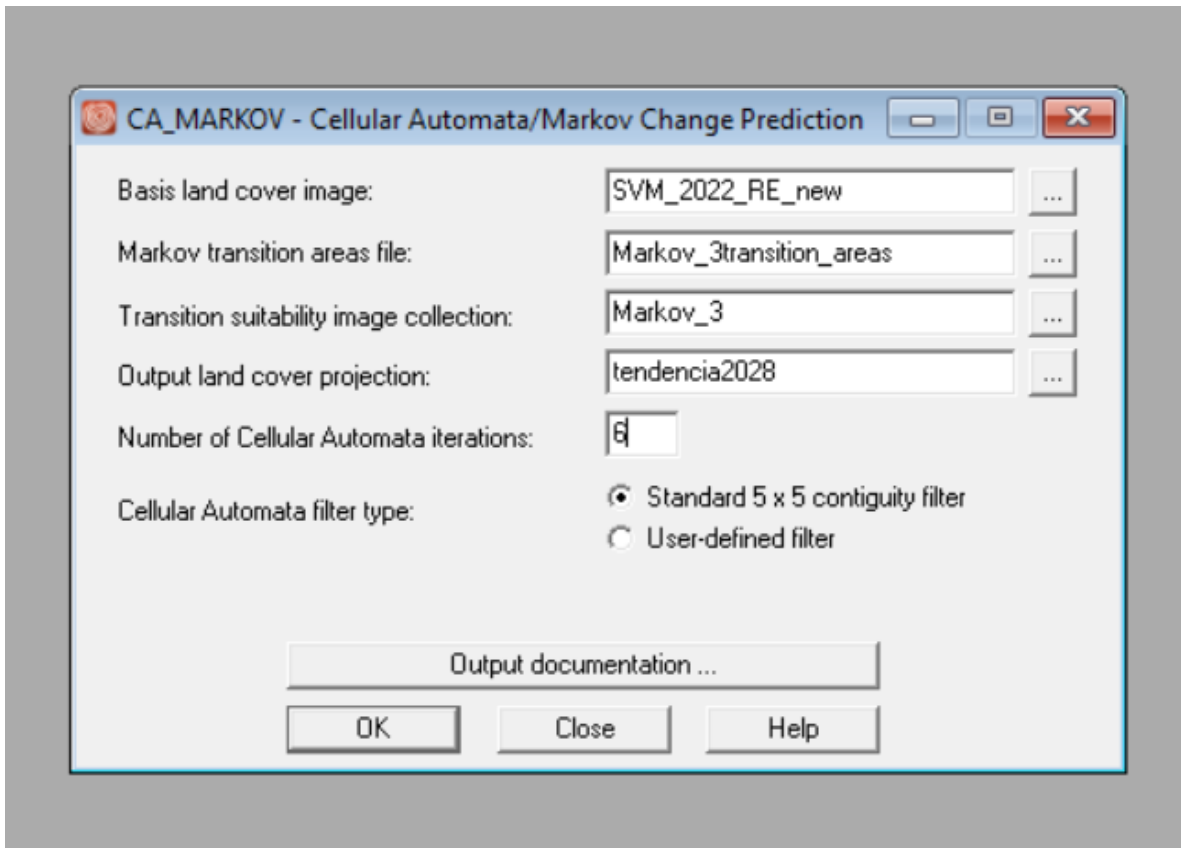 CA_MARKOV - Cellular Automata/Markov Change Prediction
Basis land cover image: SVM_2022_RE_new ...
Markov transition areas file: Markov_3transition_areas ...
Transition suitability image collection: Markov_3 ...
Output land cover projection: tendencia2028 ...
Number of Cellular Automata iterations: 6
Cellular Automata filter type: Standard 5 x 5 contiguity filter
User-defined filter
Output documentation ...
OK Close Help